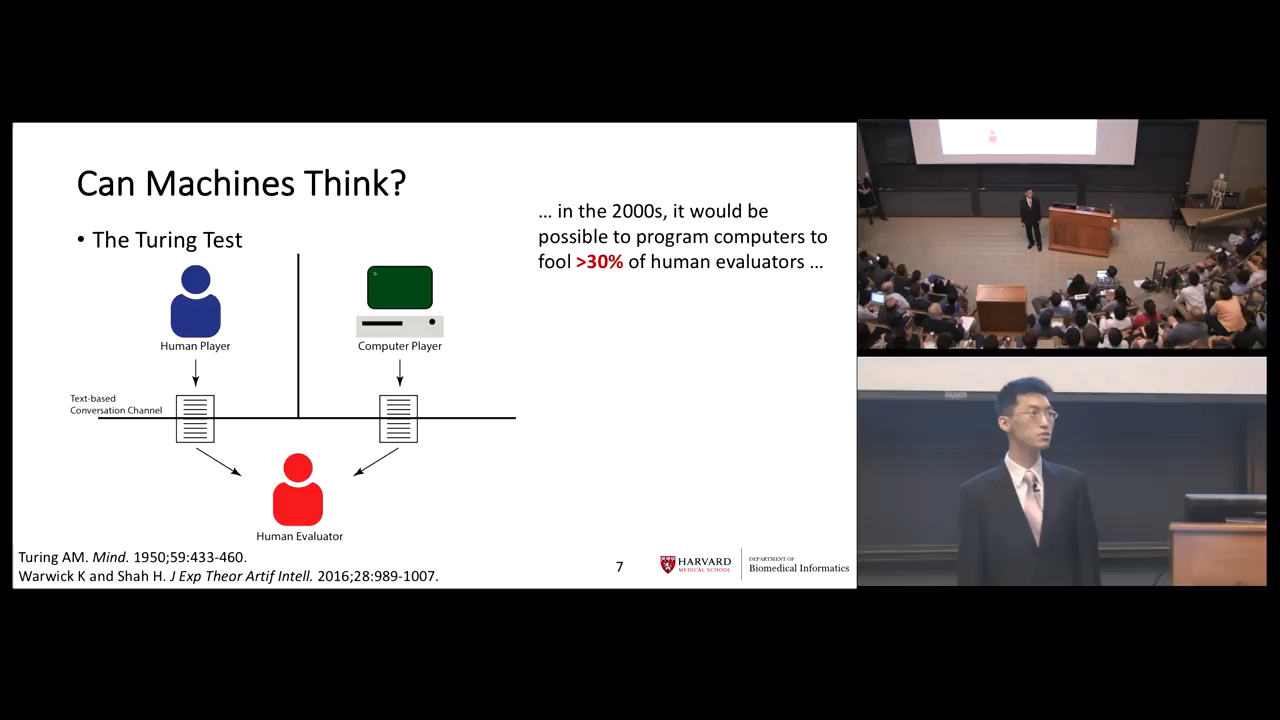 Can Machines Think?
• The Turing Test
... in the 2000s, it would be
possible to program computers to
fool >30% of human evaluators ...
>
Human Player
Computer Player
Text-based
Conversation Channel
Human Evaluator
Turing AM. Mind. 1950;59:433-460.
Warwick K and Shah H. J Exp Theor Artif Intell. 2016;28:989-1007.
7
HARVARD
MEDICAL SCHOOL
DEPARTMENT OF
Biomedical Informatics